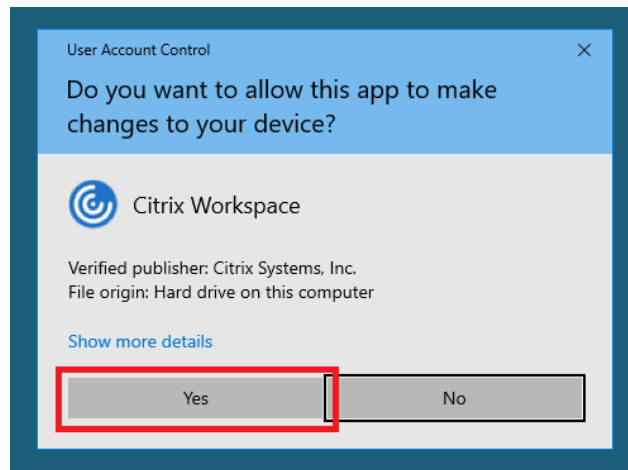 User Account Control
Do you want to allow this app to make
changes to your device?
Citrix Workspace
Verified publisher: Citrix Systems, Inc.
File origin: Hard drive on this computer
Show more details
Yes
No